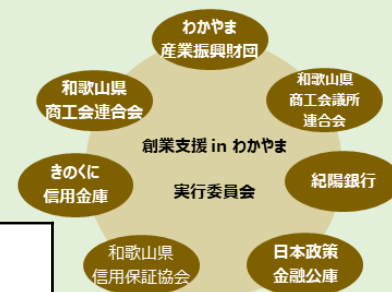 わかやま
産業振興財団
和歌山県
商工会連合会
和歌山県
商工会議所
連合会
創業支援 in わかやま
実行委員会
きのくに
信用金庫
紀陽銀行
和歌山県
信用保証協会
日本政策
金融公庫